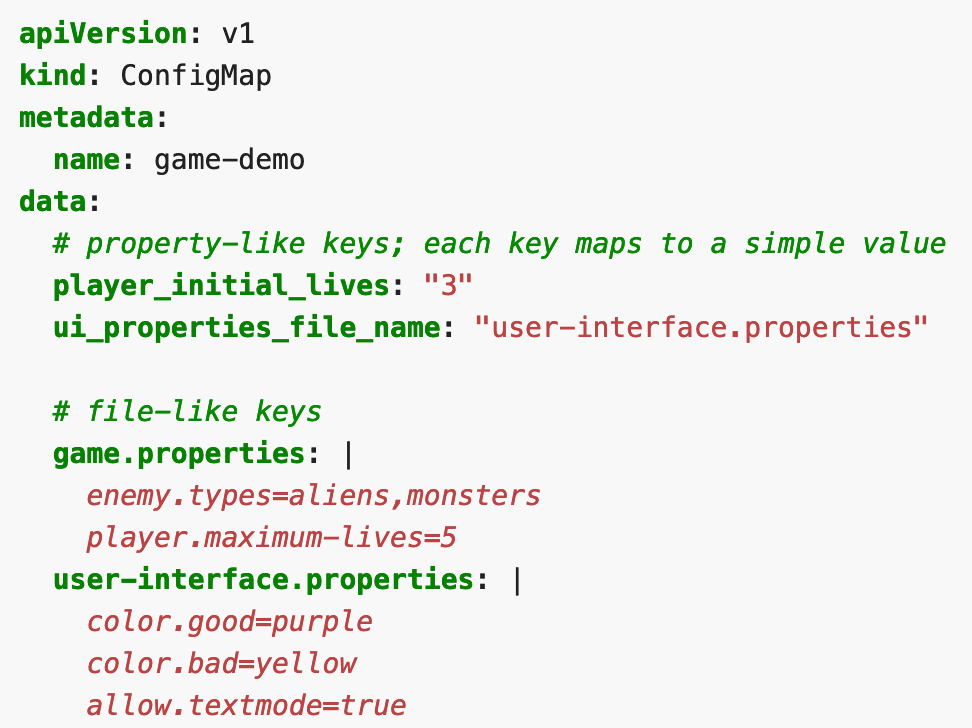 apiVersion: v1
kind: ConfigMap
metadata:
  name: game-demo
data:
  # property-like keys; each key maps to a simple value
  player_initial_lives: "3"
  ui_properties_file_name: "user-interface.properties"

  # file-like keys
  game.properties: |
    enemy.types=aliens,monsters
    player.maximum-lives=5
  user-interface.properties: |
    color.good=purple
    color.bad=yellow
    allow.textmode=true